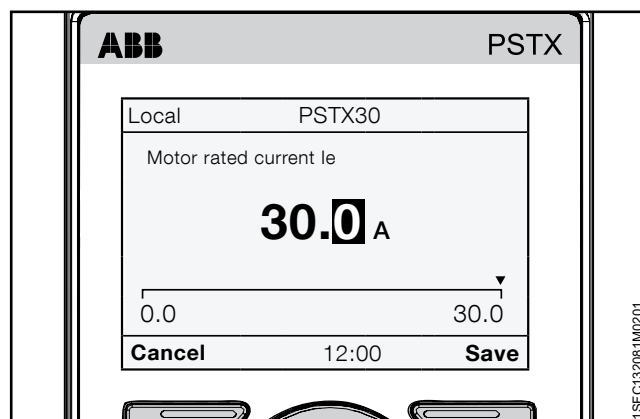 ABB PSTX
Local PSTX30
Motor rated current Ie
30.0 A
0.0 30.0
Cancel 12:00 Save
1SFC132081M0201